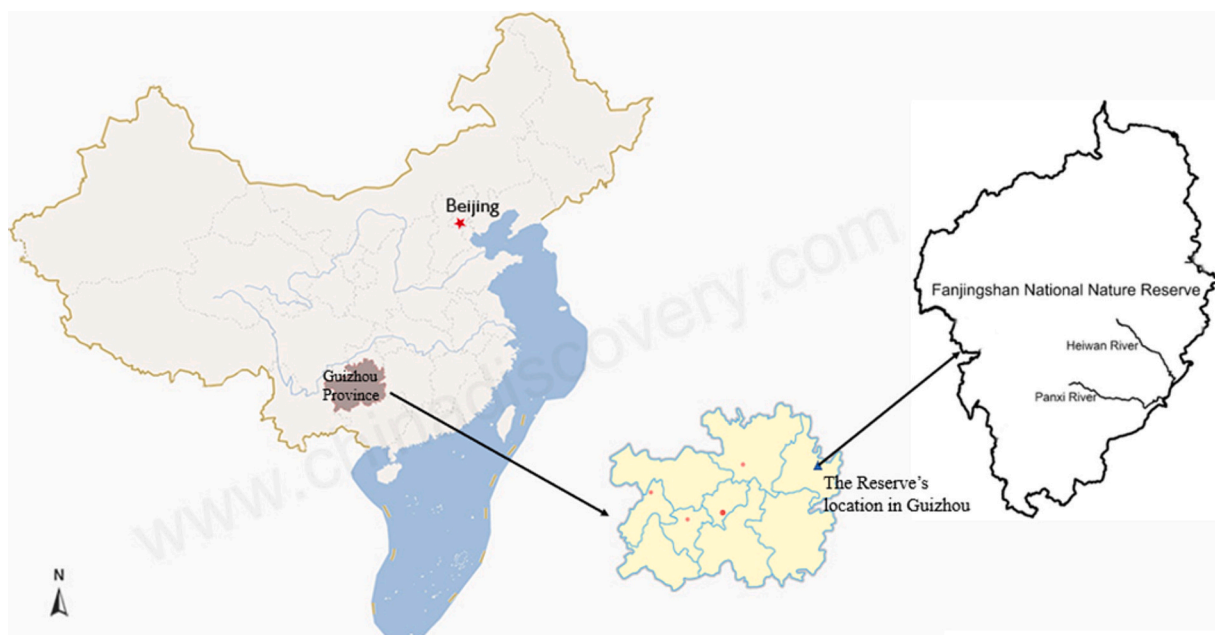 Beijing
Guizhou
Province
www.chinadiscovery.com
Fanjingshan National Nature Reserve
Heiwan River
Panxi River
The Reserve's
location in Guizhou
N